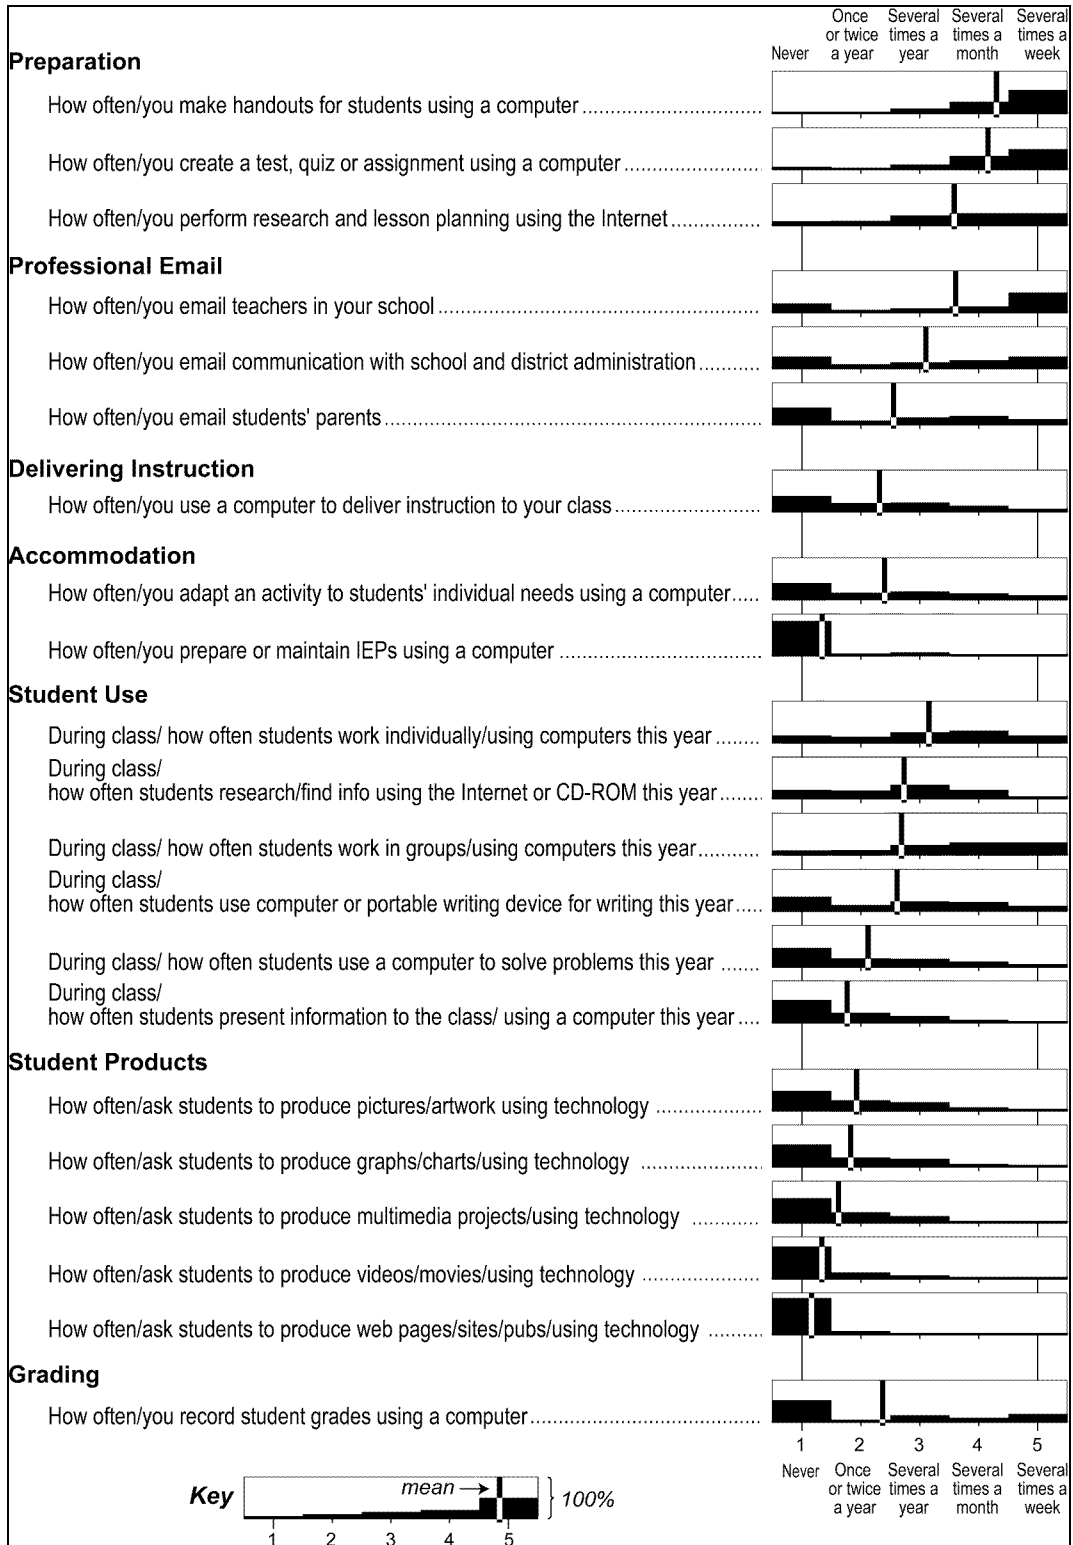 Once Several Several Several
or twice times a times a times a
Never a year year month week
Preparation
How often/you make handouts for students using a computer
How often/you create a test, quiz or assignment using a computer
How often/you perform research and lesson planning using the Internet
Professional Email
How often/you email teachers in your school
How often/you email communication with school and district administration
How often/you email students' parents
Delivering Instruction
How often/you use a computer to deliver instruction to your class
Accommodation
How often/you adapt an activity to students' individual needs using a computer
How often/you prepare or maintain IEPs using a computer
Student Use
During class/ how often students work individually/using computers this year
During class/
how often students research/find info using the Internet or CD-ROM this year
During class/ how often students work in groups/using computers this year
During class/
how often students use computer or portable writing device for writing this year
During class/ how often students use a computer to solve problems this year
During class/
how often students present information to the class/ using a computer this year
Student Products
How often/ask students to produce pictures/artwork using technology
How often/ask students to produce graphs/charts/using technology
How often/ask students to produce multimedia projects/using technology
How often/ask students to produce videos/movies/using technology
How often/ask students to produce web pages/sites/pubs/using technology
Grading
How often/you record student grades using a computer
1 2 3 4 5
Never Once Several Several Several
or twice times a times a times a
a year year month week
Key mean 100%
1 2 3 4 5